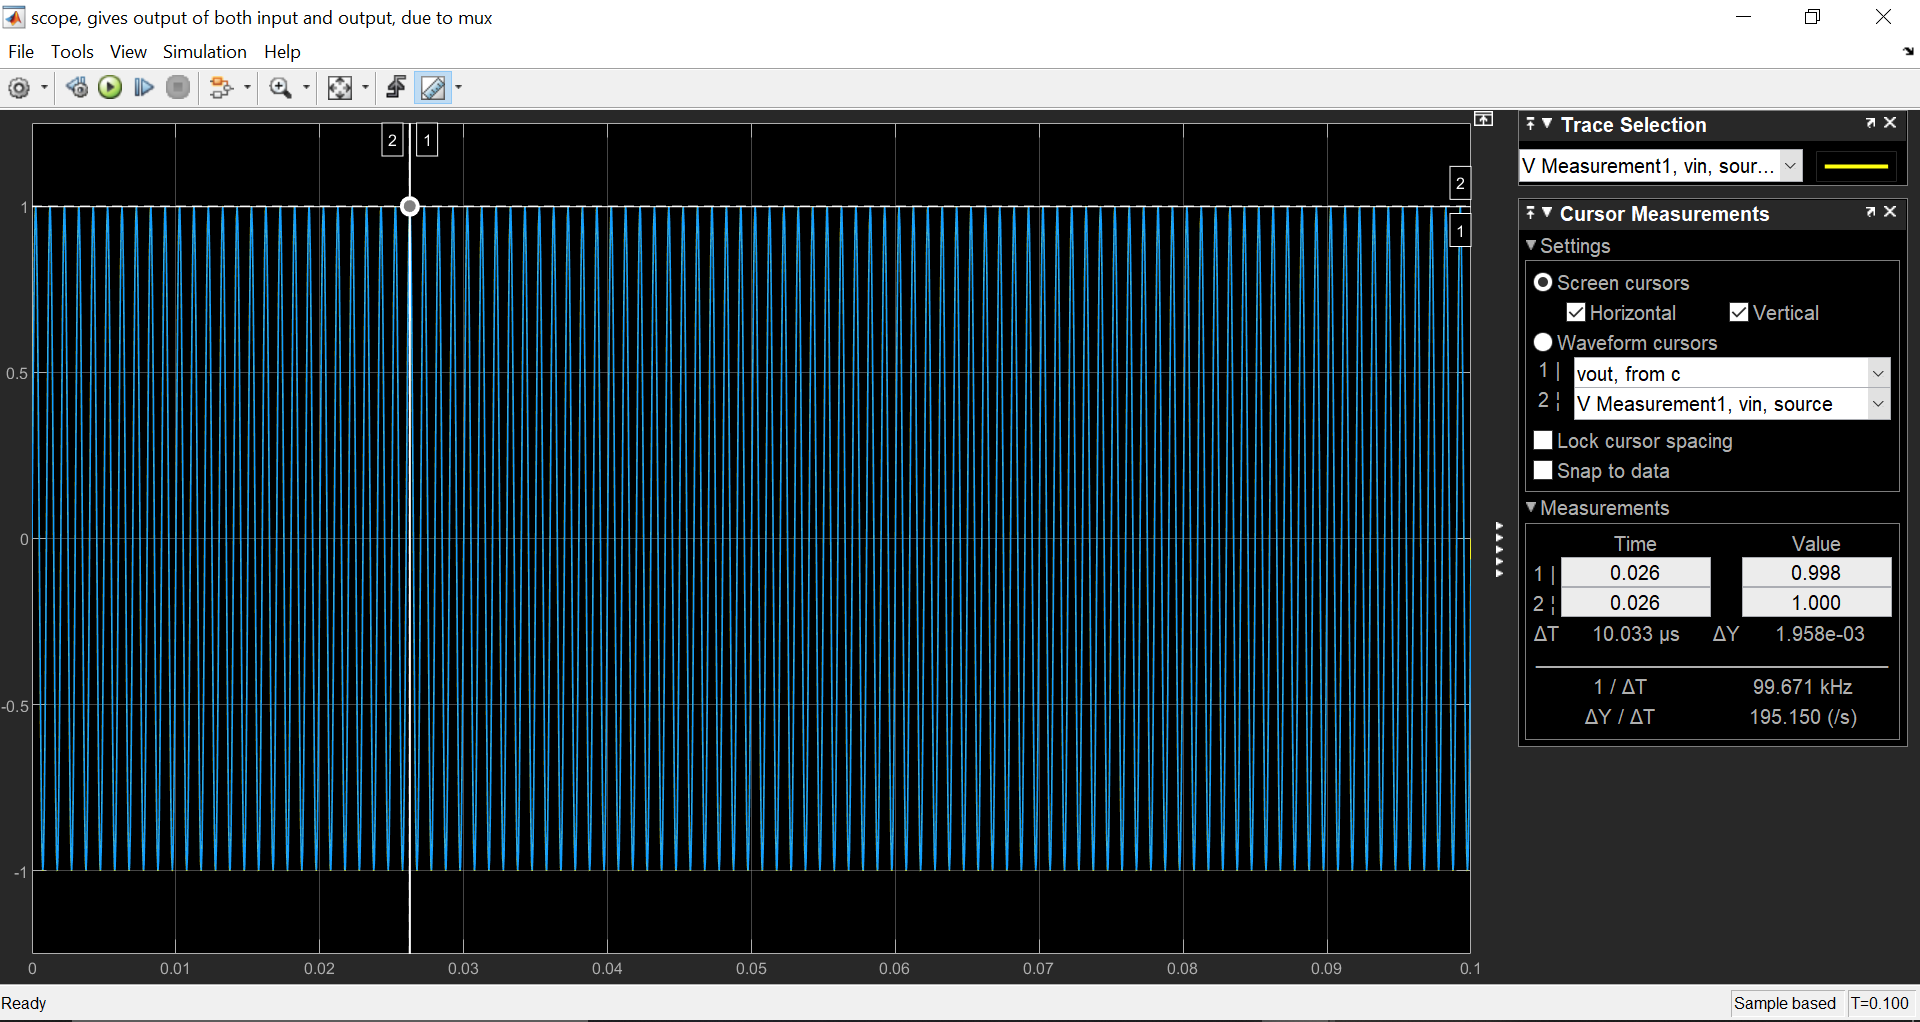 scope, gives output of both input and output, due to mux
File Tools View Simulation Help
2 1
2
1
1
0.5
0
-0.5
-1
0 0.01 0.02 0.03 0.04 0.05 0.06 0.07 0.08 0.09 0.1
Trace Selection
V Measurement1, vin, sour...
Cursor Measurements
Settings
Screen cursors
Horizontal Vertical
Waveform cursors
1 | vout, from c
2 ¦ V Measurement1, vin, source
Lock cursor spacing
Snap to data
Measurements
Time Value
1 | 0.026 0.998
2 ¦ 0.026 1.000
ΔT 10.033 µs ΔY 1.958e-03
1 / ΔT 99.671 kHz
ΔY / ΔT 195.150 (/s)
Ready
Sample based T=0.100